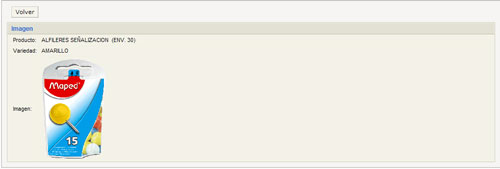 Volver
Imagen
Producto: ALFILERES SEÑALIZACION (ENV. 30)
Variedad: AMARILLO
Imagen:
Maped
15